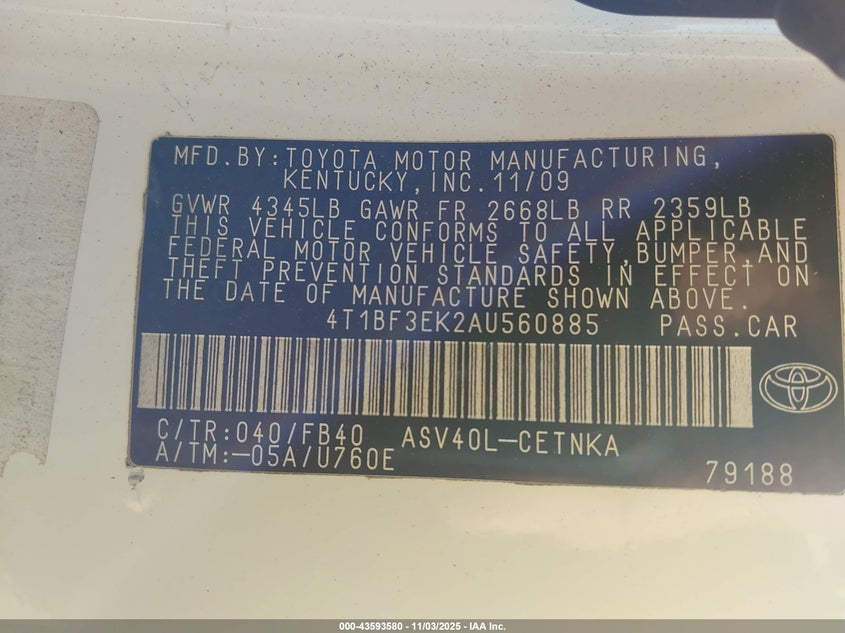 MFD.BY:TOYOTA MOTOR MANUFACTURING,
KENTUCKY,INC.11/09
GVWR 4345LB GAWR FR 2668LB RR 2359LB
THIS VEHICLE CONFORMS TO ALL APPLICABLE
FEDERAL MOTOR VEHICLE SAFETY,BUMPER,AND
THEFT PREVENTION STANDARDS IN EFFECT ON
THE DATE OF MANUFACTURE SHOWN ABOVE.
4T1BF3EK2AU560885 PASS.CAR
C/TR:040/FB40 ASV40L-CETNKA
A/TM:-05A/U760E
79188
000-43593580 - 11/03/2025 - IAA Inc.